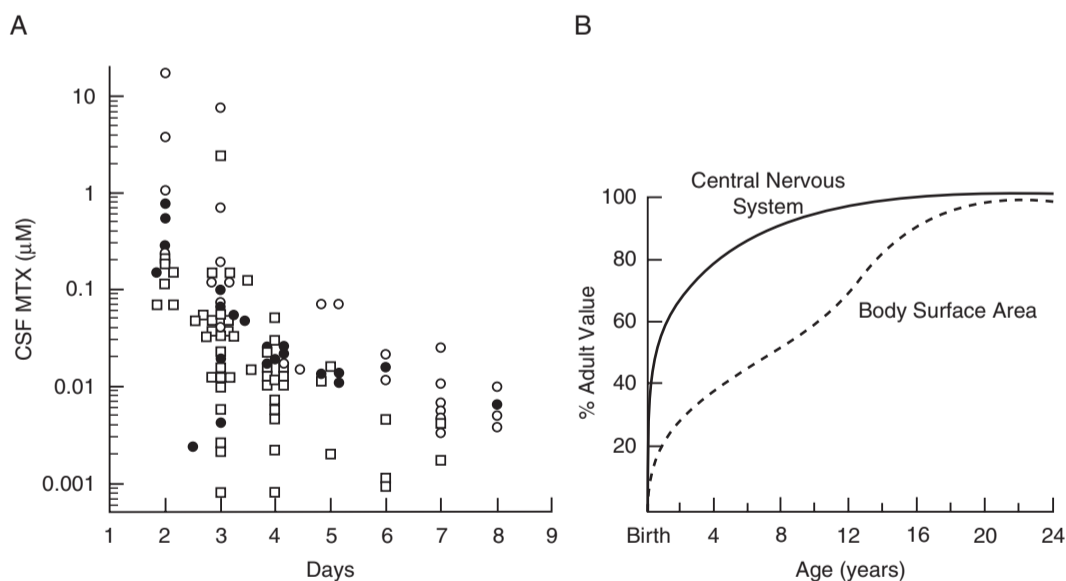 A
10
1
0.1
0.01
0.001
CSF MTX (μM)
1 2 3 4 5 6 7 8 9
Days
B
100
80
60
40
20
% Adult Value
Central Nervous
System
Body Surface Area
Birth 4 8 12 16 20 24
Age (years)